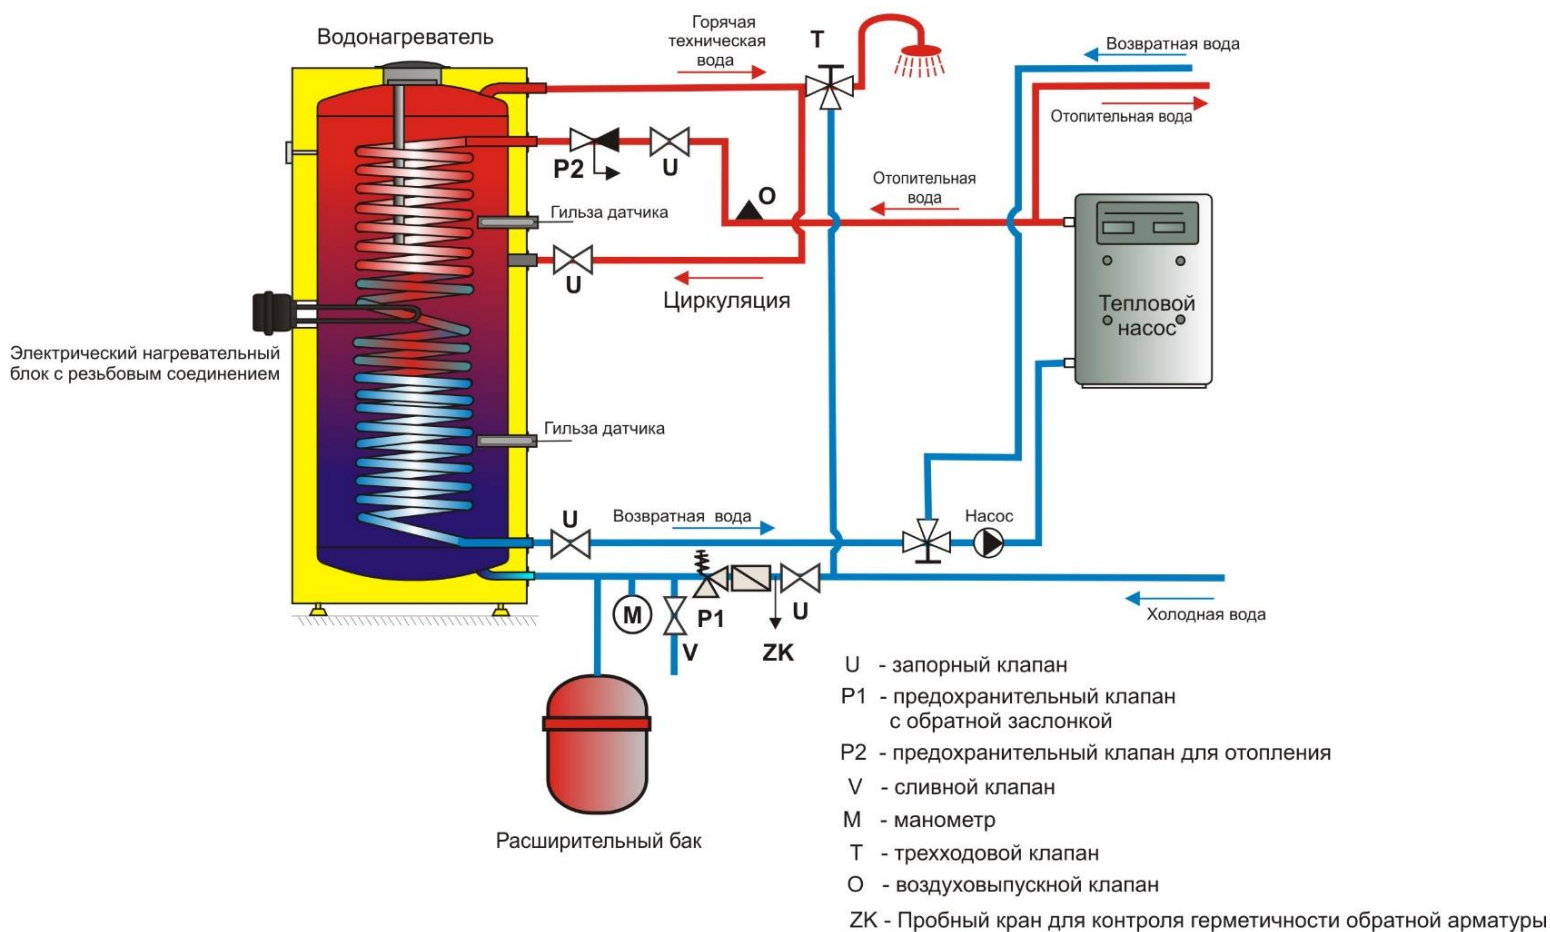 Водонагреватель
Горячая
техническая
вода
T
Возвратная вода
Отопительная вода
P2
U
O
Отопительная
вода
Гильза датчика
U
Циркуляция
Тепловой
насос
Электрический нагревательный
блок с резьбовым соединением
Гильза датчика
U
Возвратная вода
Насос
M
V
P1
ZK
U
Холодная вода
Расширительный бак
U - запорный клапан
P1 - предохранительный клапан
с обратной заслонкой
P2 - предохранительный клапан для отопления
V - сливной клапан
M - манометр
T - трехходовой клапан
O - воздуховыпускной клапан
ZK - Пробный кран для контроля герметичности обратной арматуры